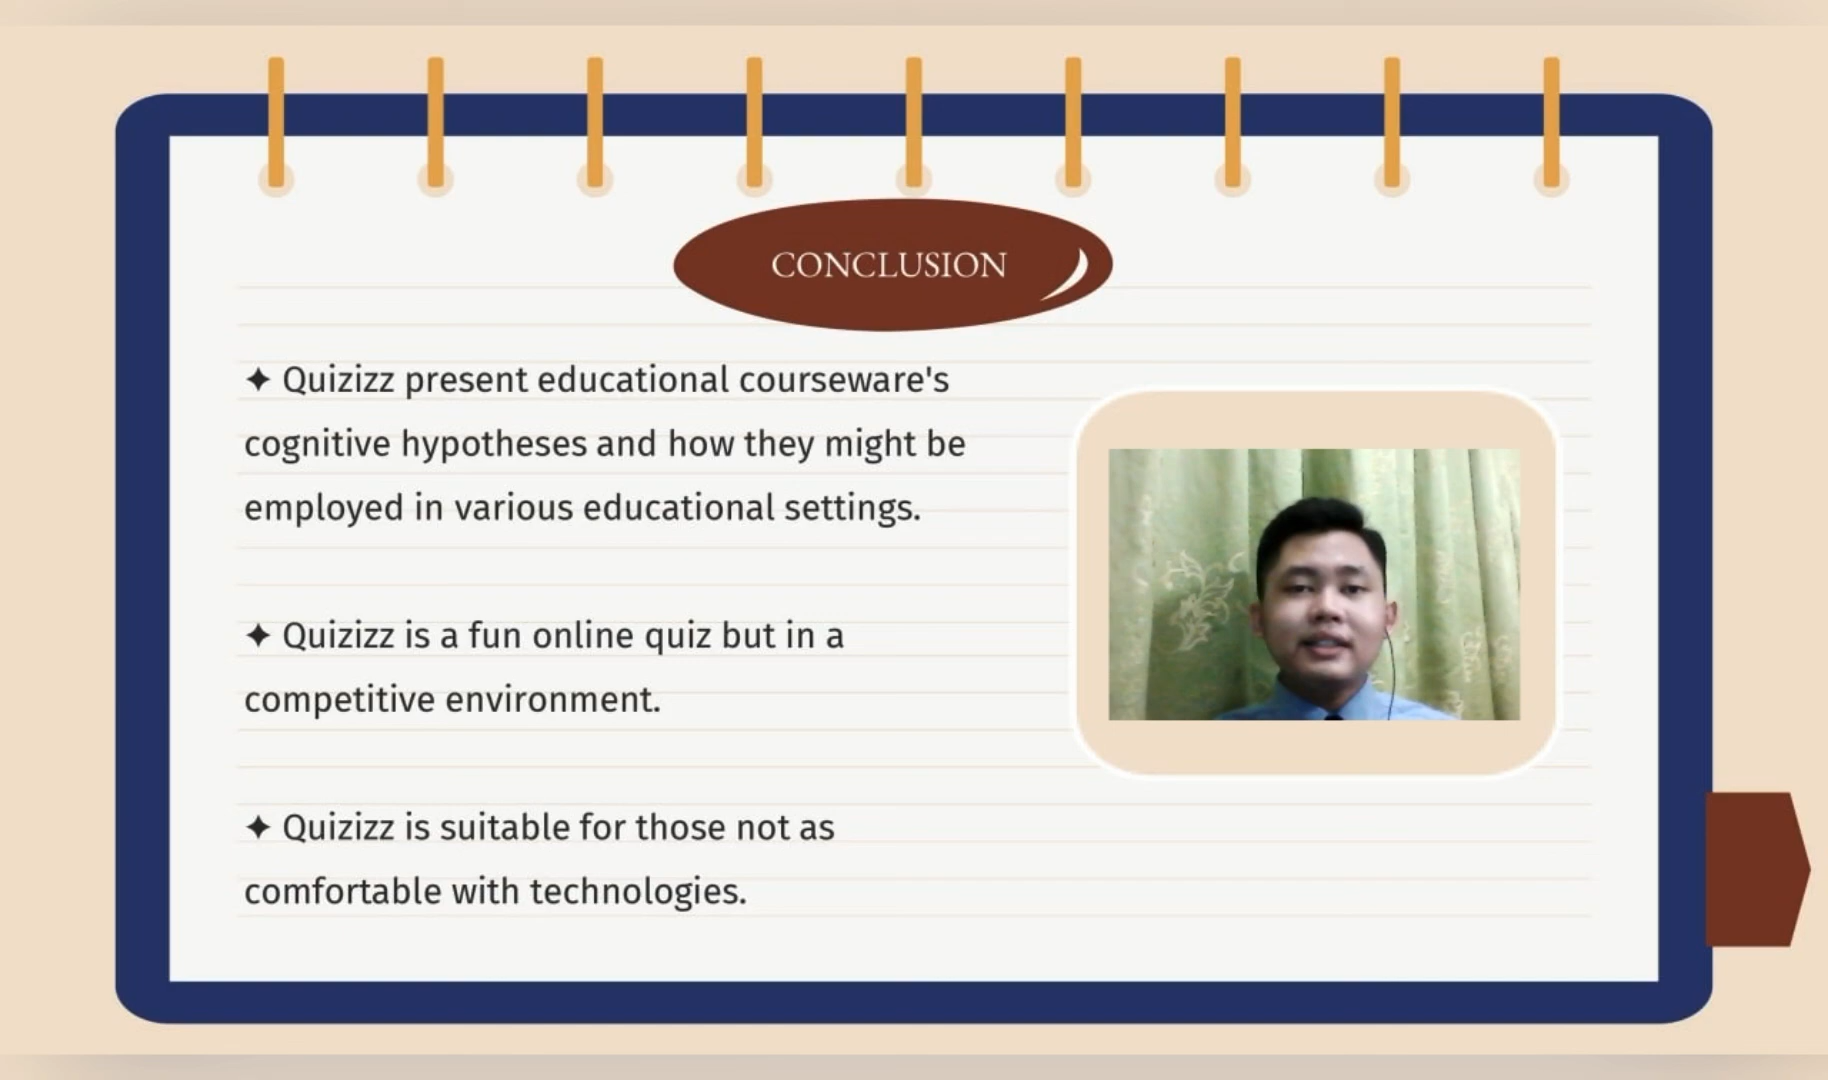 CONCLUSION
✦ Quizizz present educational courseware's
cognitive hypotheses and how they might be
employed in various educational settings.
✦ Quizizz is a fun online quiz but in a
competitive environment.
✦ Quizizz is suitable for those not as
comfortable with technologies.